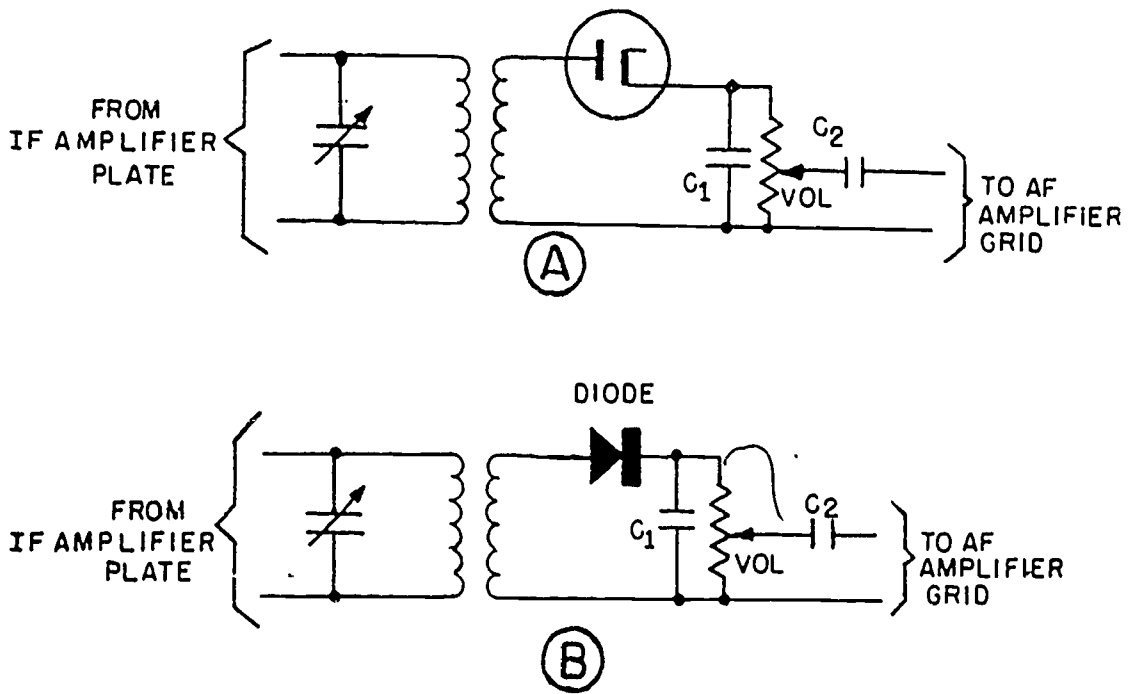 FROM
IF AMPLIFIER
PLATE
C1
VOL
C2
TO AF
AMPLIFIER
GRID
A
DIODE
FROM
IF AMPLIFIER
PLATE
C1
VOL
C2
TO AF
AMPLIFIER
GRID
B